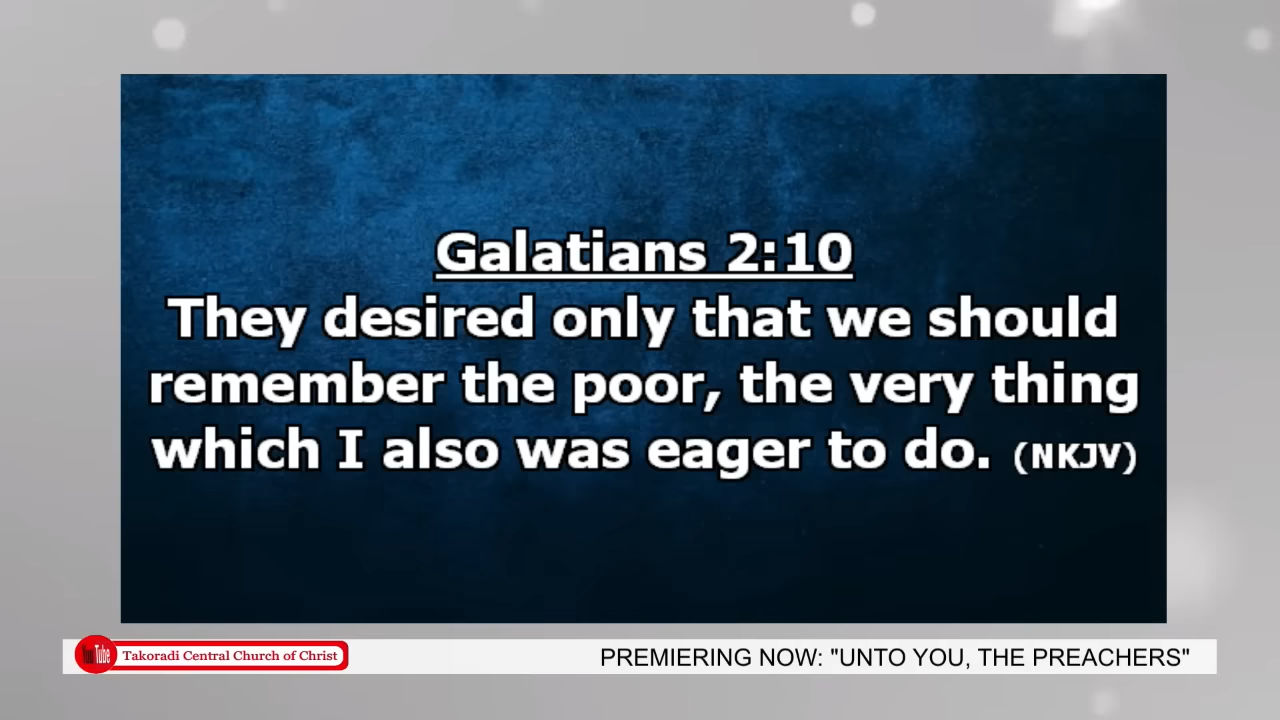 Galatians 2:10
They desired only that we should
remember the poor, the very thing
which I also was eager to do. (NKJV)
YouTube Takoradi Central Church of Christ
PREMIERING NOW: "UNTO YOU, THE PREACHERS"